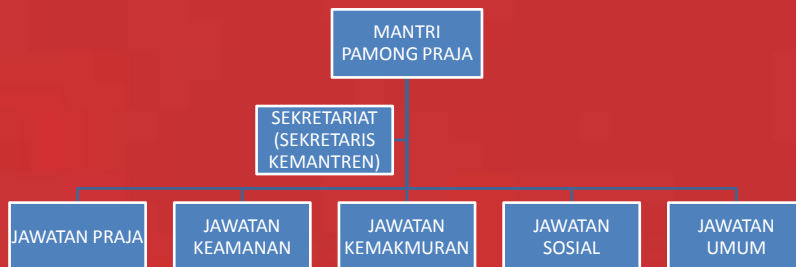 MANTRI
PAMONG PRAJA
SEKRETARIAT
(SEKRETARIS
KEMANTREN)
JAWATAN PRAJA
JAWATAN
KEAMANAN
JAWATAN
KEMAKMURAN
JAWATAN
SOSIAL
JAWATAN
UMUM